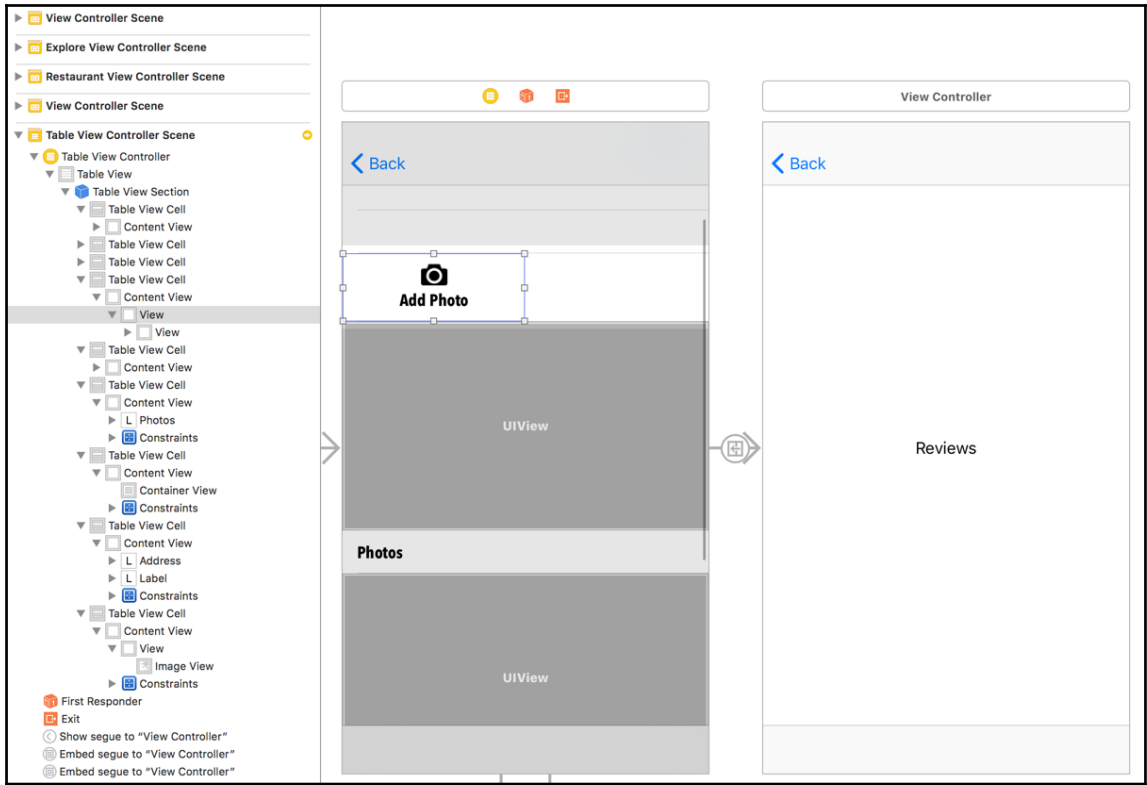 View Controller Scene
Explore View Controller Scene
Restaurant View Controller Scene
View Controller Scene
Table View Controller Scene
Table View Controller
Table View
Table View Section
Table View Cell
Content View
Table View Cell
Table View Cell
Table View Cell
Content View
View
View
Table View Cell
Content View
Table View Cell
Content View
L Photos
Constraints
Table View Cell
Content View
Container View
Constraints
Table View Cell
Content View
L Address
L Label
Constraints
Table View Cell
Content View
View
Image View
Constraints
First Responder
Exit
Show segue to “View Controller”
Embed segue to “View Controller”
Embed segue to “View Controller”
Back
Add Photo
UIView
Photos
UIView
View Controller
Back
Reviews